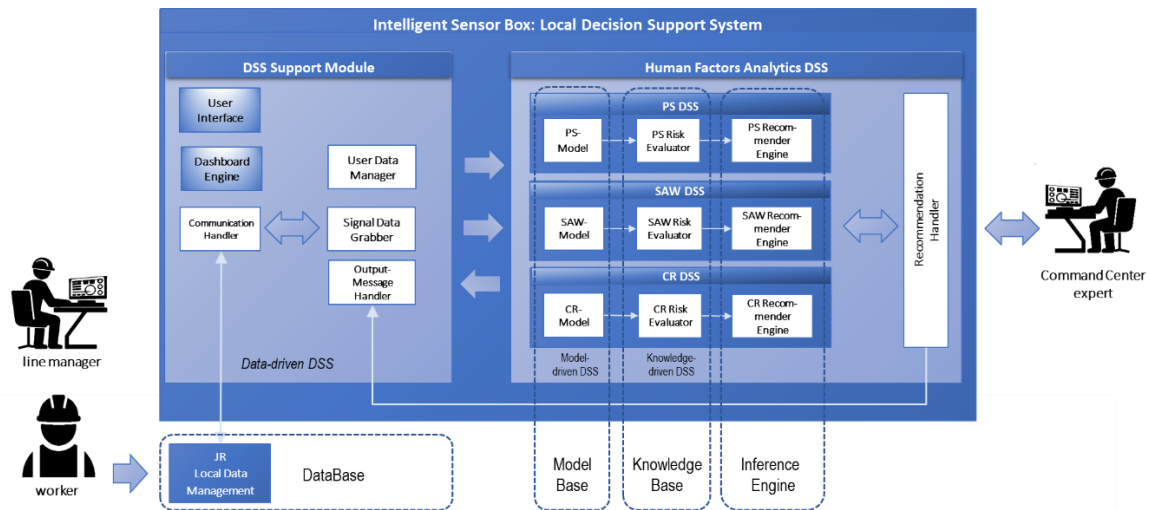 Intelligent Sensor Box: Local Decision Support System
DSS Support Module
User
Interface
Dashboard
Engine
Communication
Handler
User Data
Manager
Signal Data
Grabber
Output-
Message
Handler
Data-driven DSS
Human Factors Analytics DSS
PS DSS
PS-
Model
PS Risk
Evaluator
PS Recom-
mender
Engine
SAW DSS
SAW-
Model
SAW Risk
Evaluator
SAW Recom-
mender
Engine
CR DSS
CR-
Model
CR Risk
Evaluator
CR Recom-
mender
Engine
Model-
driven DSS
Knowledge-
driven DSS
Recommendation
Handler
Command Center
expert
line manager
worker
JR
Local Data
Management
DataBase
Model
Base
Knowledge
Base
Inference
Engine